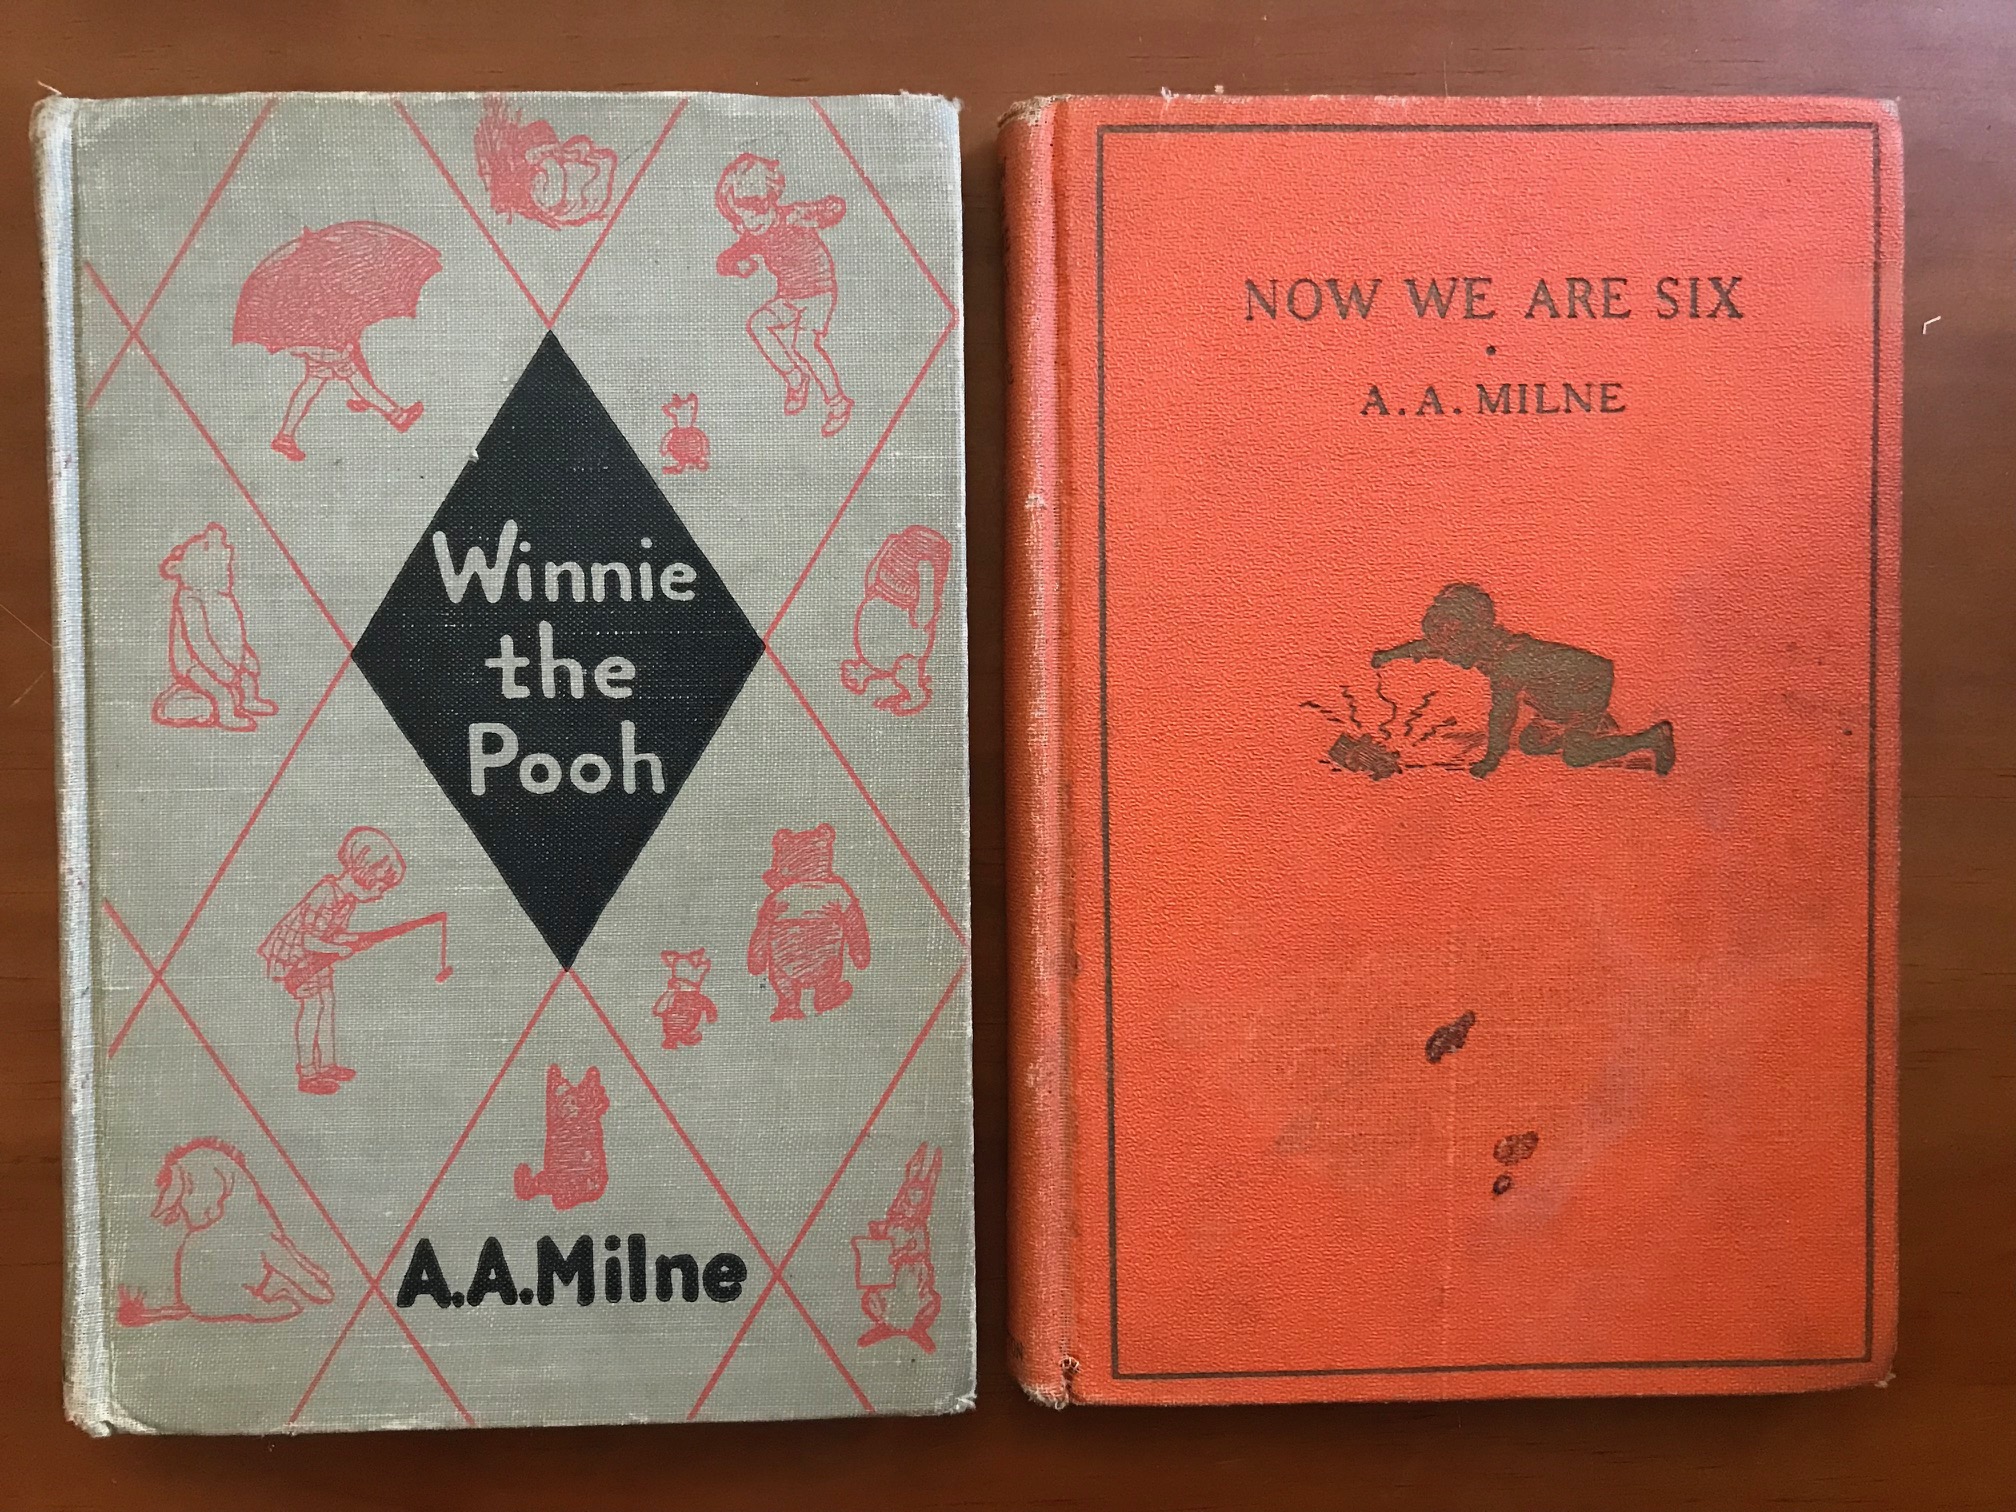 Winnie
the
Pooh
A.A.Milne
NOW WE ARE SIX
A.A. MILNE